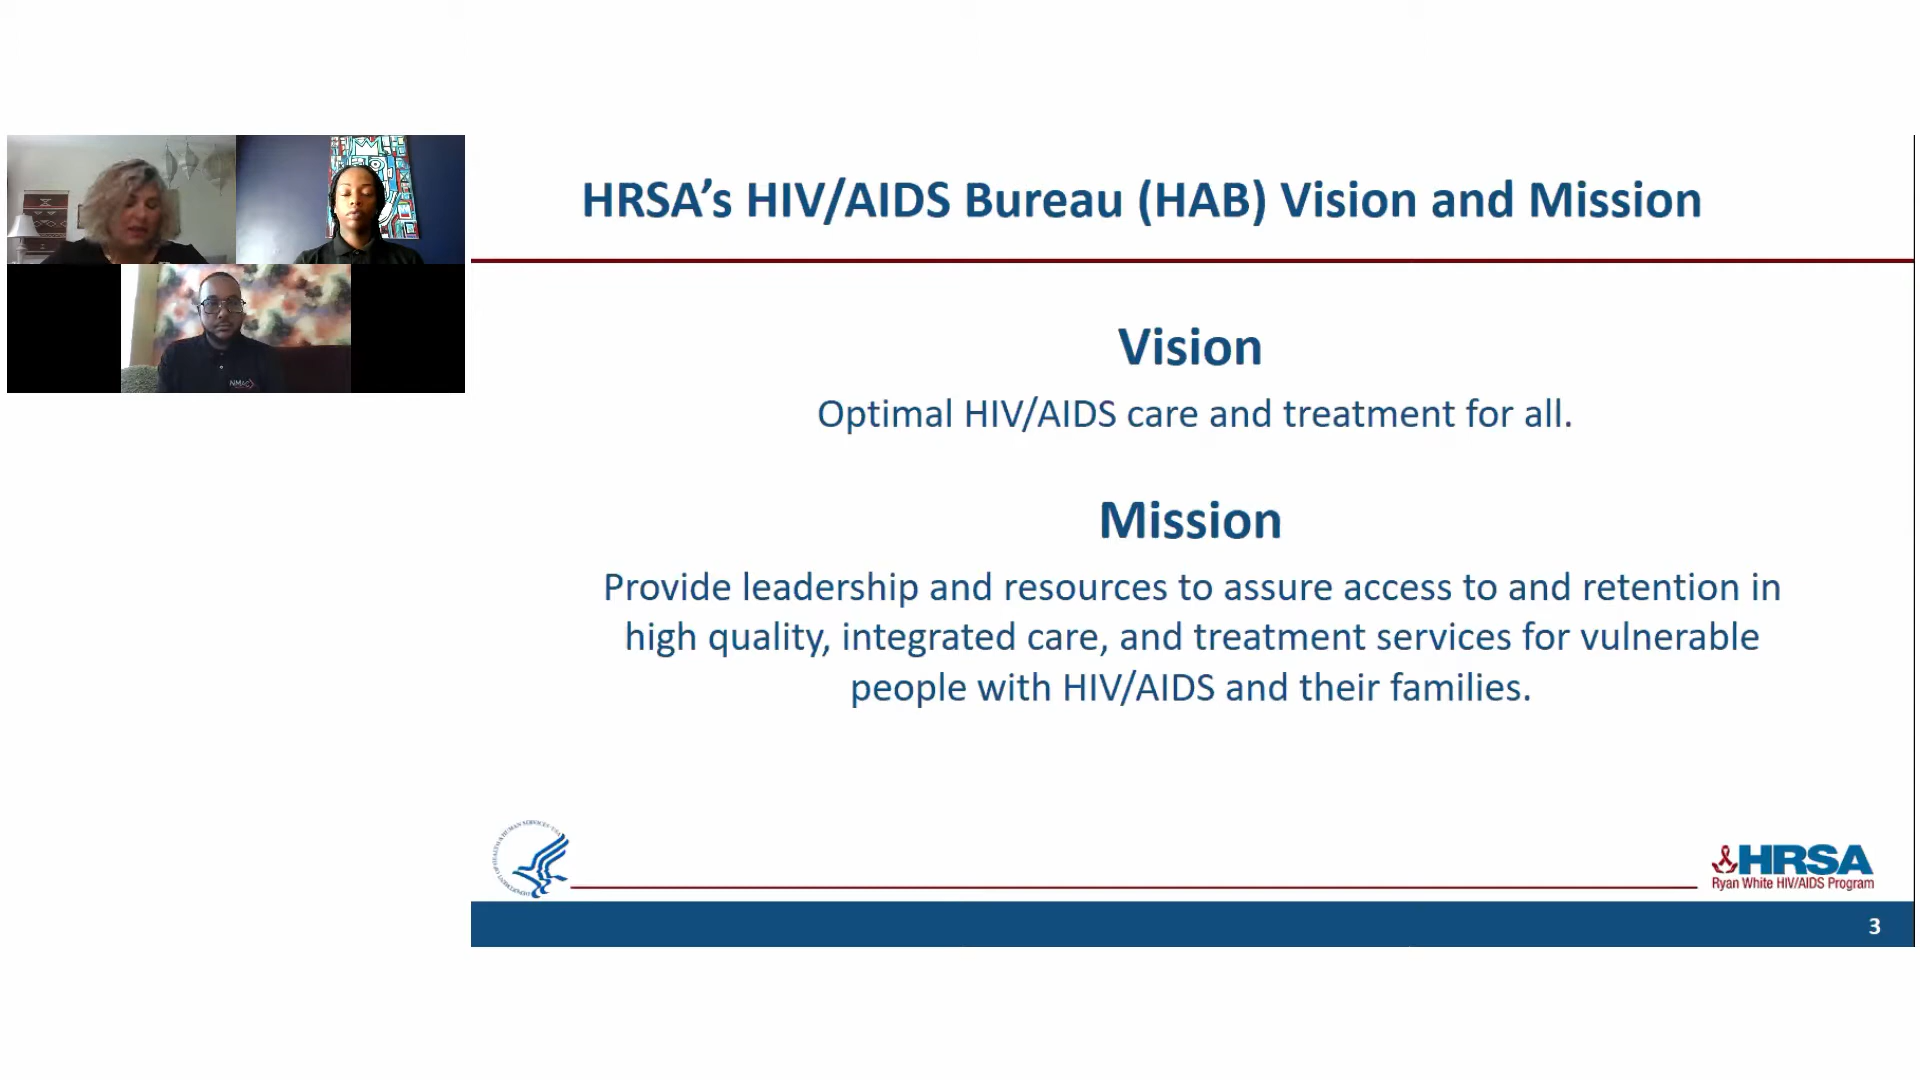 HRSA’s HIV/AIDS Bureau (HAB) Vision and Mission
Vision
Optimal HIV/AIDS care and treatment for all.
Mission
Provide leadership and resources to assure access to and retention in
high quality, integrated care, and treatment services for vulnerable
people with HIV/AIDS and their families.
NMAC
HRSA
Ryan White HIV/AIDS Program
3